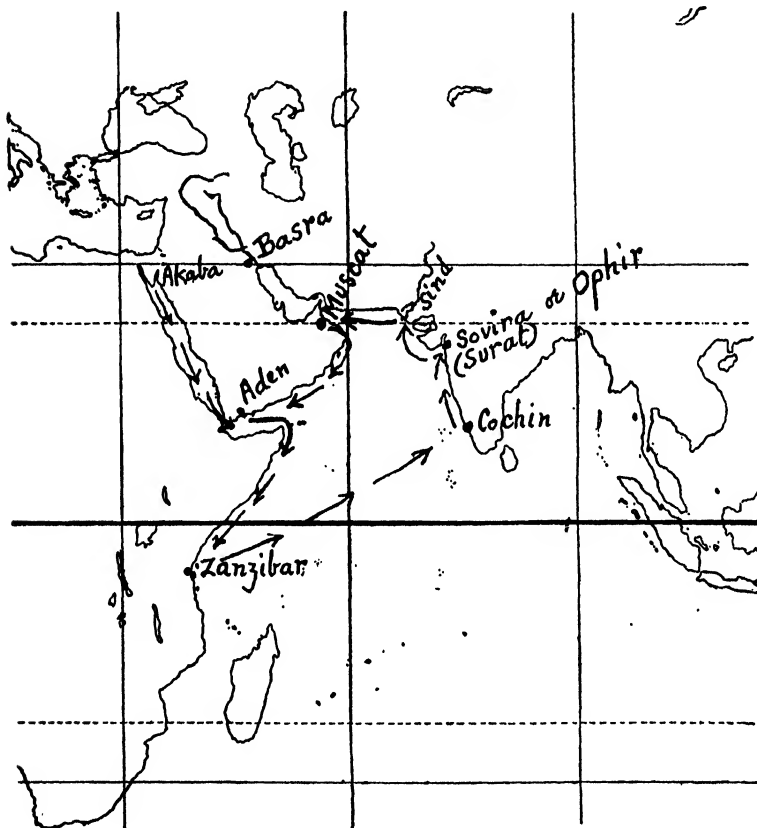 Basra
Akaba
Muscat
Sind
Sovira or Ophir
(Surat)
Aden
Cochin
Zanzibar